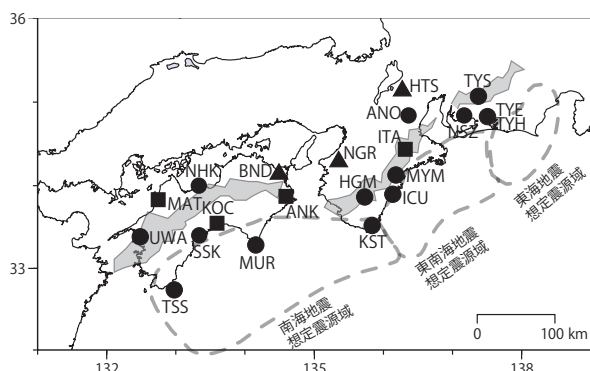 36
HTS
TYS
ANO
NSZ
TYE
TYH
ITA
NGR
BND
NHK
MYM
HGM
ICU
MAT
KOC
ANK
東海地震
想定震源域
UWA
SSK
MUR
KST
33
東南海地震
想定震源域
TSS
南海地震
想定震源域
0
100 km
132
135
138